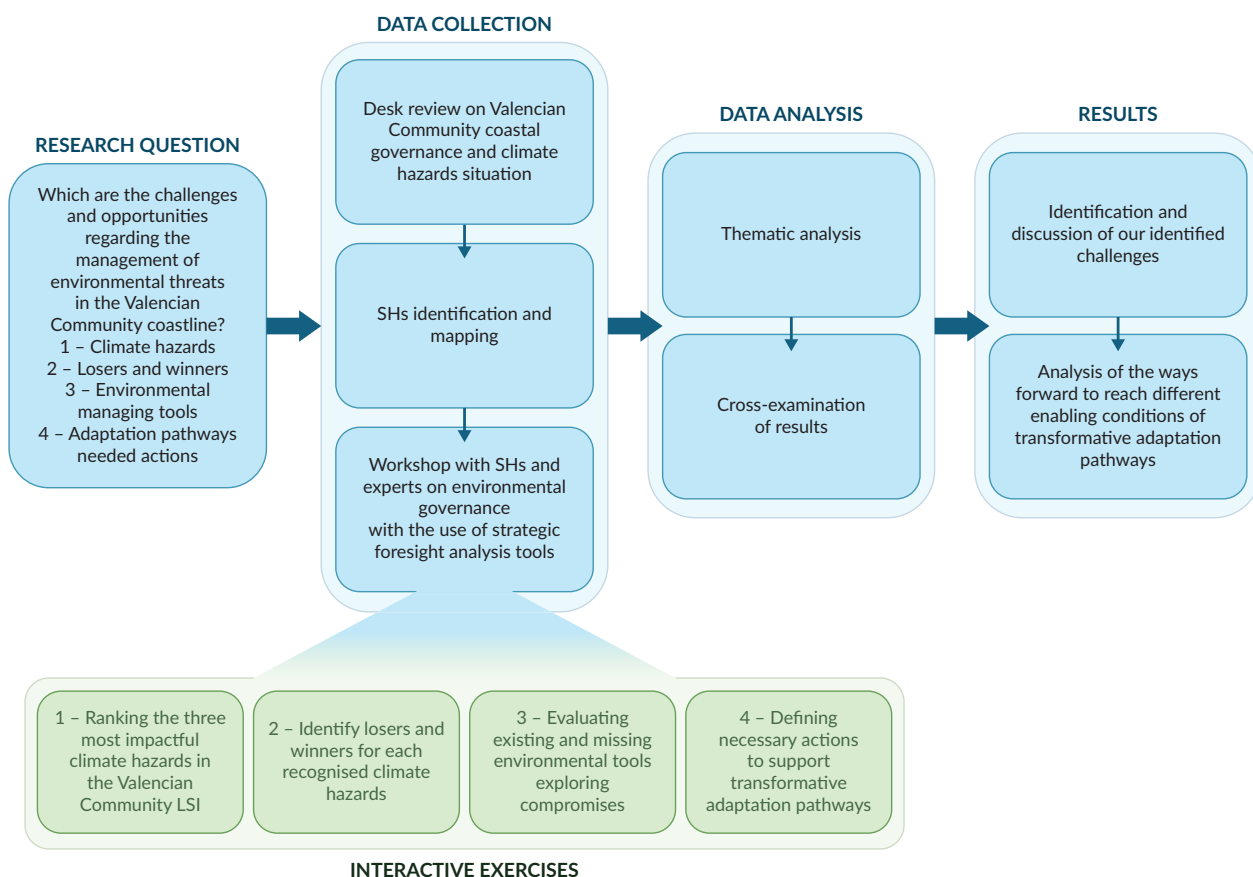 RESEARCH QUESTION
Which are the challenges
and opportunities
regarding the
management of
environmental threats
in the Valencian
Community coastline?
1 – Climate hazards
2 – Losers and winners
3 – Environmental
managing tools
4 – Adaptation pathways
needed actions
DATA COLLECTION
Desk review on Valencian
Community coastal
governance and climate
hazards situation
SHs identification and
mapping
Workshop with SHs and
experts on environmental
governance
with the use of strategic
foresight analysis tools
DATA ANALYSIS
Thematic analysis
Cross-examination
of results
RESULTS
Identification and
discussion of our identified
challenges
Analysis of the ways
forward to reach different
enabling conditions of
transformative adaptation
pathways
1 – Ranking the three
most impactful
climate hazards in
the Valencian
Community LSI
2 – Identify losers and
winners for each
recognised climate
hazards
3 – Evaluating
existing and missing
environmental tools
exploring
compromises
4 – Defining
necessary actions
to support
transformative
adaptation pathways
INTERACTIVE EXERCISES